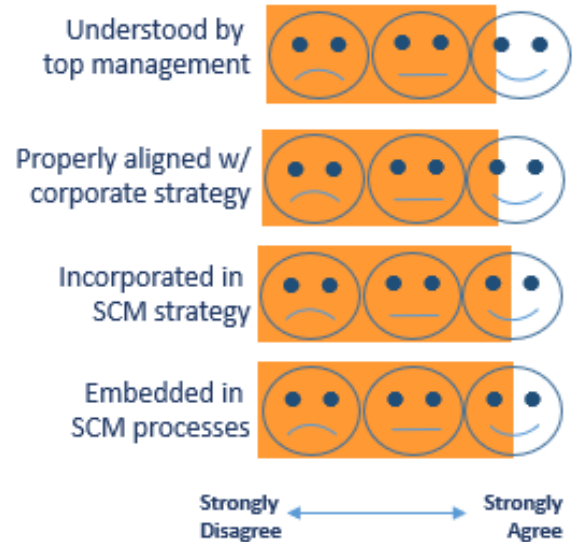 Understood by
top management
Properly aligned w/
corporate strategy
Incorporated in
SCM strategy
Embedded in
SCM processes
Strongly Disagree
Strongly Agree